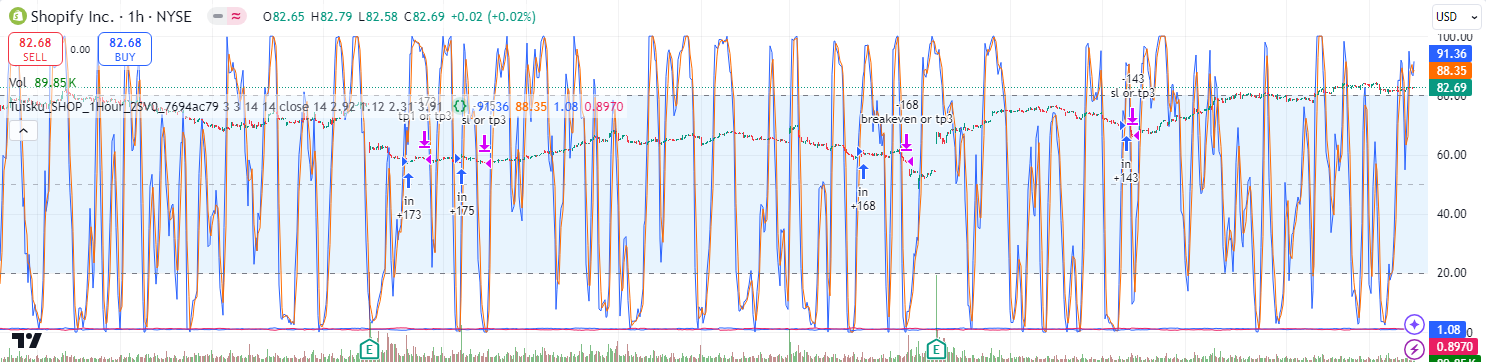 Shopify Inc. · 1h · NYSE O82.65 H82.79 L82.58 C82.69 +0.02 (+0.02%)
USD
82.68 SELL
0.00
82.68 BUY
Vol 89.85 K
Tuisku_SHOP_1Hour_2SV0_7694ac79 3 3 14 14 close 14 2.92 1.12 2.31 3.91 91.36 88.35 1.08 0.8970
tp1 or tp3
sl or tp3
-168
breakeven or tp3
-143
sl or tp3
in
+173
in
+175
in
+168
in
+143
E
E
100.00
91.36
88.35
82.69
80.00
60.00
40.00
20.00
1.08
0.8970